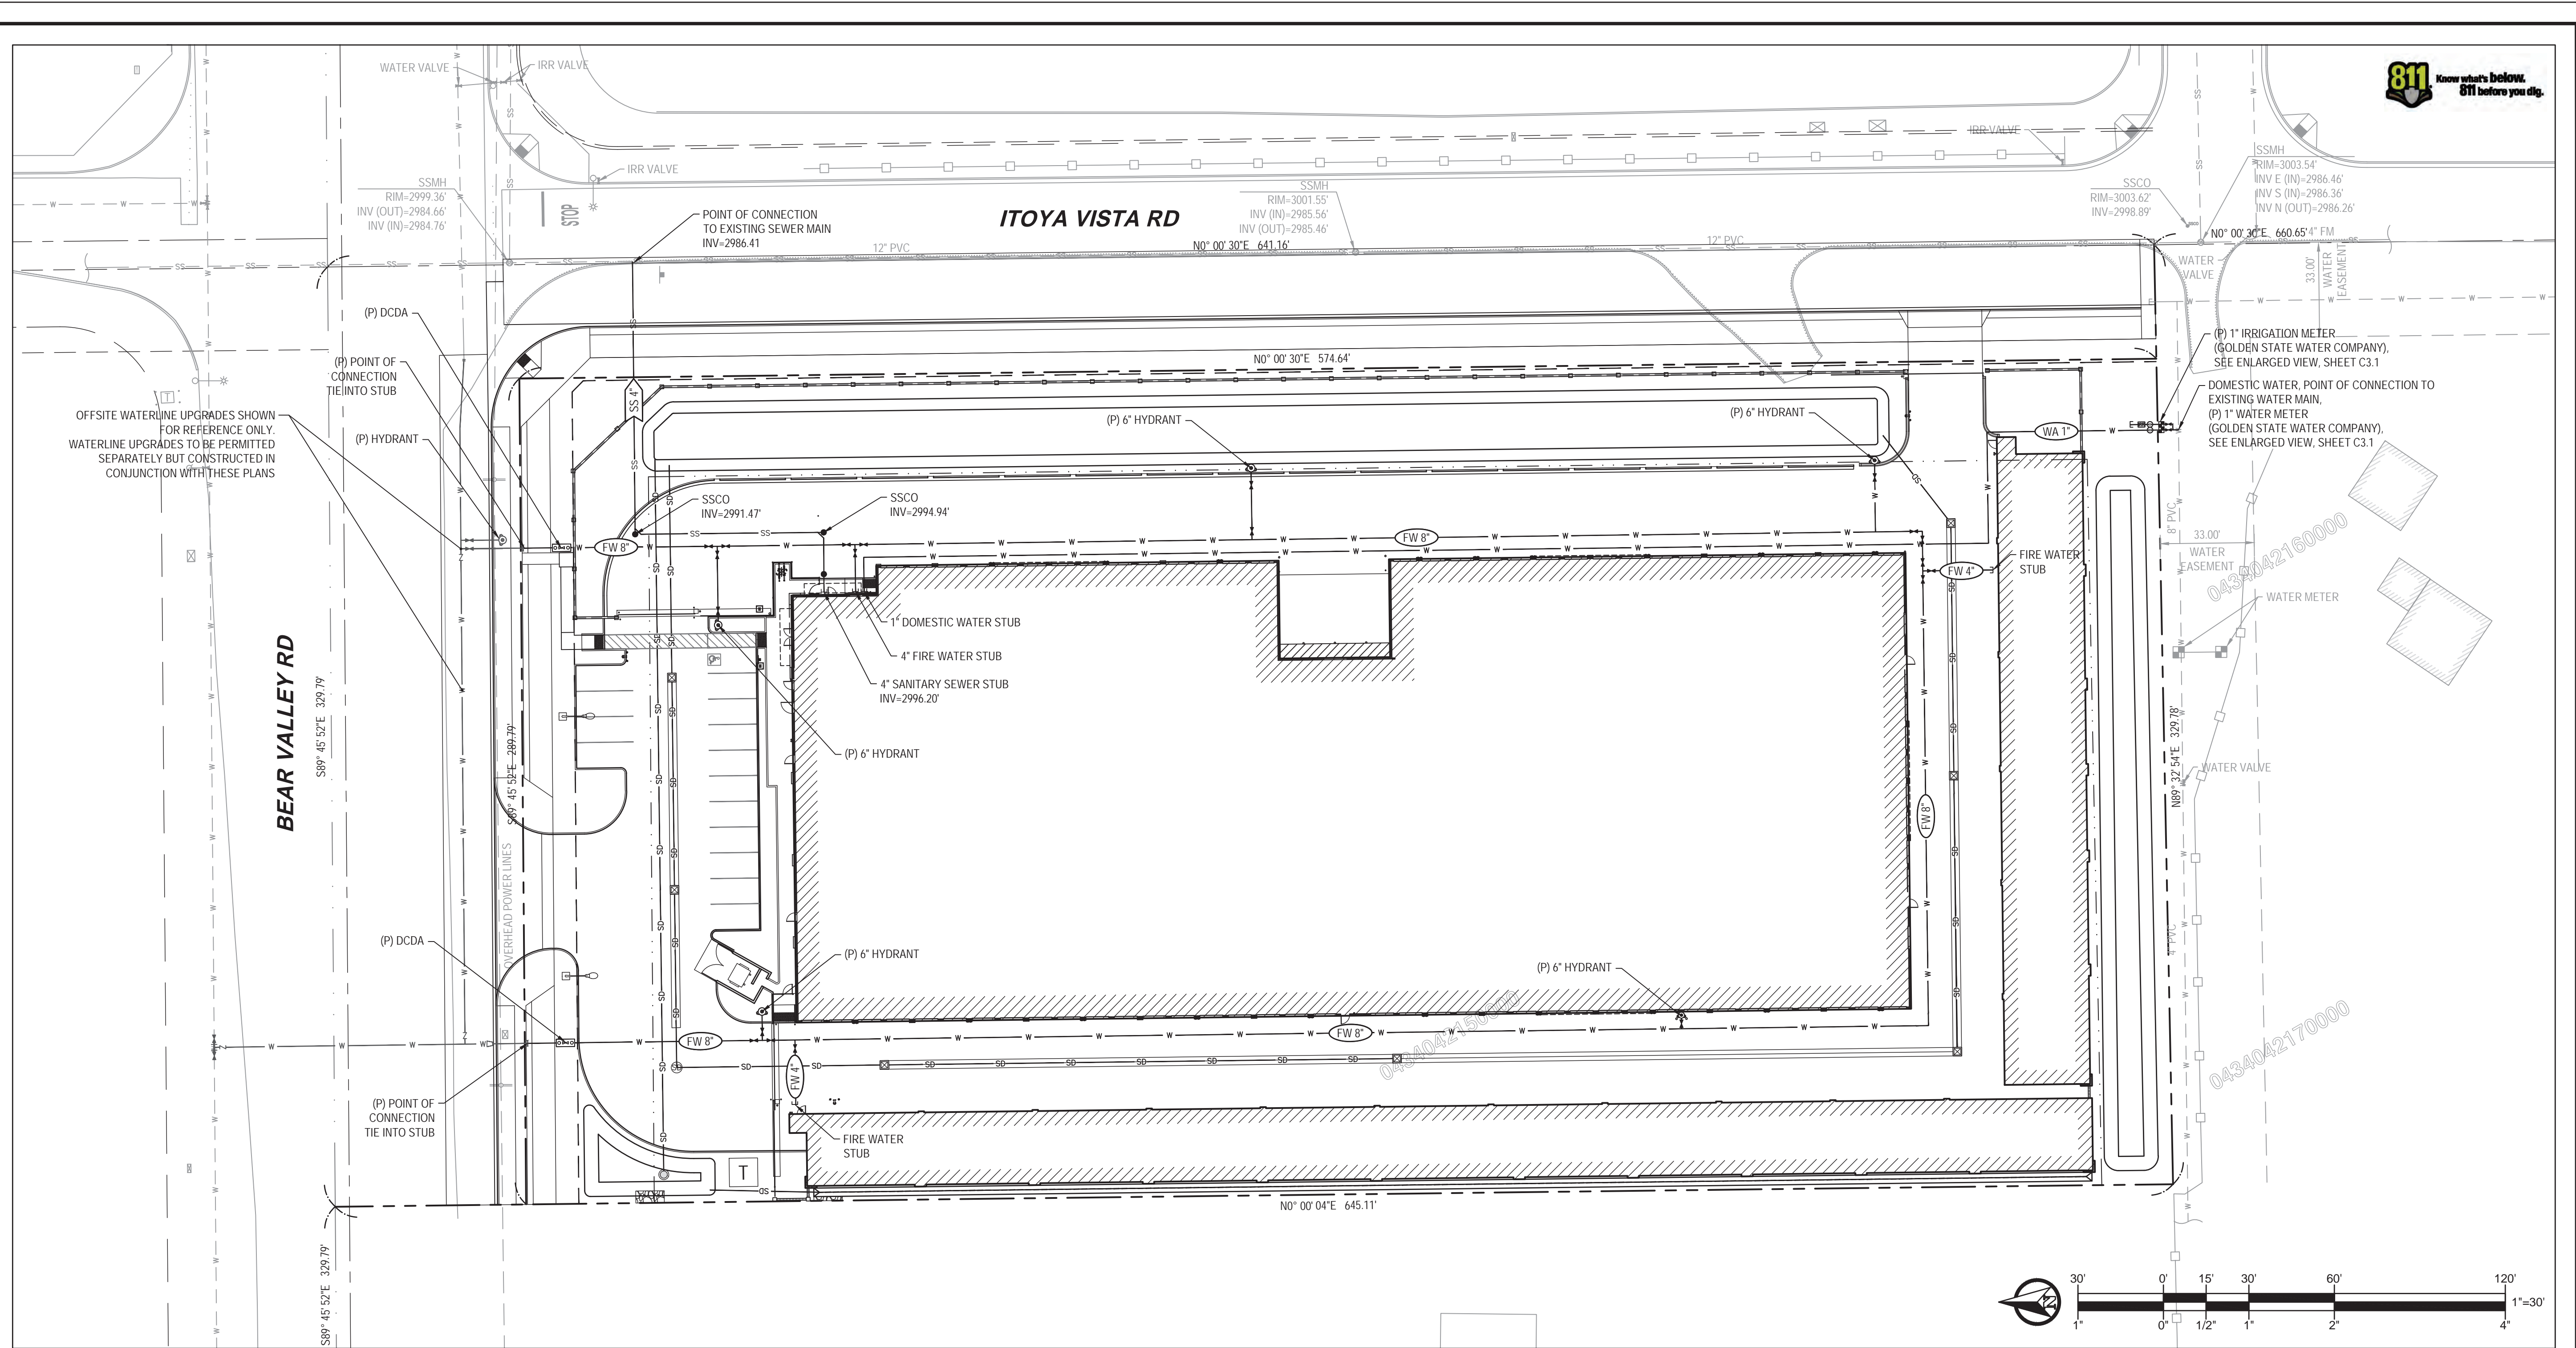 811
Know what's below.
811 before you dig.
WATER VALVE
IRR VALVE
IRR VALVE
STOP
SSMH
RIM=2999.36'
INV (OUT)=2984.66'
INV (IN)=2984.76'
POINT OF CONNECTION
TO EXISTING SEWER MAIN
INV=2986.41
ITOYA VISTA RD
SSMH
RIM=3001.55'
INV (IN)=2985.56'
INV (OUT)=2985.46'
12" PVC
N0° 00' 30"E 641.16'
12" PVC
IRR VALVE
SSCO
RIM=3003.62'
INV=2998.89'
SSMH
RIM=3003.54'
INV E (IN)=2986.46'
INV S (IN)=2986.36'
INV N (OUT)=2986.26'
N0° 00' 30"E 660.65'
4" FM
WATER
VALVE
33.00'
WATER
EASEMENT
(P) DCDA
(P) POINT OF
CONNECTION
TIE INTO STUB
OFFSITE WATERLINE UPGRADES SHOWN
FOR REFERENCE ONLY.
WATERLINE UPGRADES TO BE PERMITTED
SEPARATELY BUT CONSTRUCTED IN
CONJUNCTION WITH THESE PLANS
(P) HYDRANT
SS 4"
N0° 00' 30"E 574.64'
(P) 6" HYDRANT
(P) 6" HYDRANT
(P) 1" IRRIGATION METER
(GOLDEN STATE WATER COMPANY),
SEE ENLARGED VIEW, SHEET C3.1
DOMESTIC WATER, POINT OF CONNECTION TO
EXISTING WATER MAIN,
(P) 1" WATER METER
(GOLDEN STATE WATER COMPANY),
SEE ENLARGED VIEW, SHEET C3.1
WA 1"
SSCO
INV=2991.47'
SSCO
INV=2994.94'
FW 8"
FW 8"
FW 4"
FIRE WATER
STUB
8" PVC
33.00'
WATER
EASEMENT
0434042160000
WATER METER
1" DOMESTIC WATER STUB
4" FIRE WATER STUB
4" SANITARY SEWER STUB
INV=2996.20'
(P) 6" HYDRANT
BEAR VALLEY RD
S89° 45' 52"E 329.79'
S89° 45' 52"E 289.79'
OVERHEAD POWER LINES
FW 8"
N89° 32' 54"E 329.78'
WATER VALVE
4" PVC
(P) DCDA
(P) 6" HYDRANT
(P) 6" HYDRANT
FW 8"
FW 8"
0434042150000
0434042170000
FW 4"
(P) POINT OF
CONNECTION
TIE INTO STUB
FIRE WATER
STUB
T
N0° 00' 04"E 645.11'
S89° 45' 52"E 329.79'
N
30' 0' 15' 30' 60' 120'
1"=30'
1" 0" 1/2" 1" 2" 4"